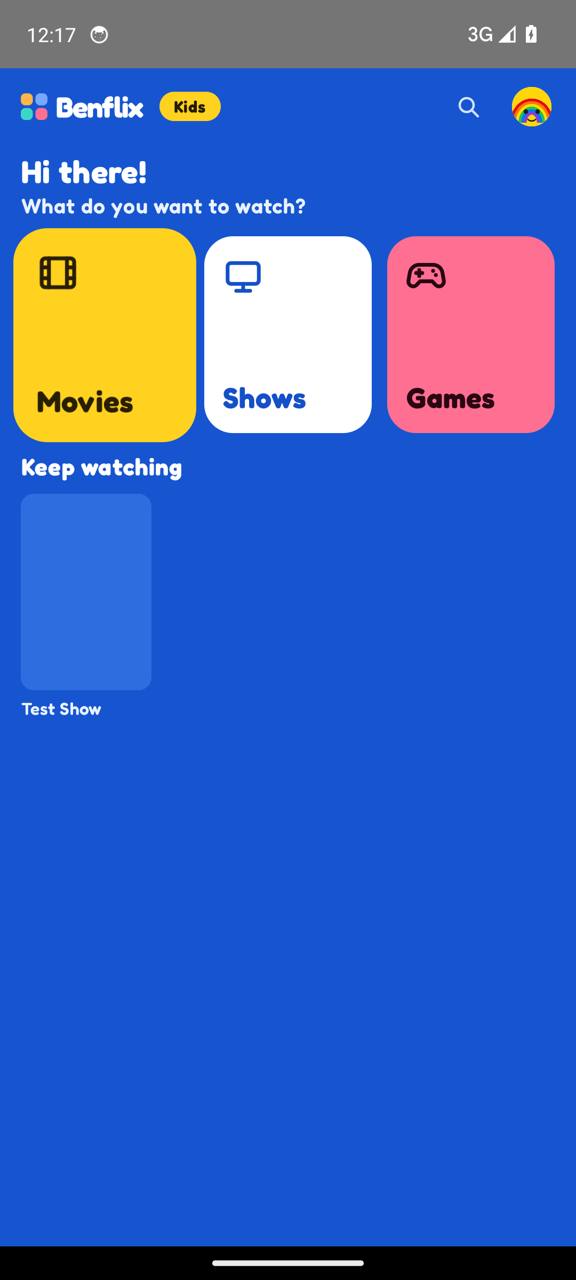 12:17
3G
Benflix
Kids
Hi there!
What do you want to watch?
Movies
Shows
Games
Keep watching
Test Show